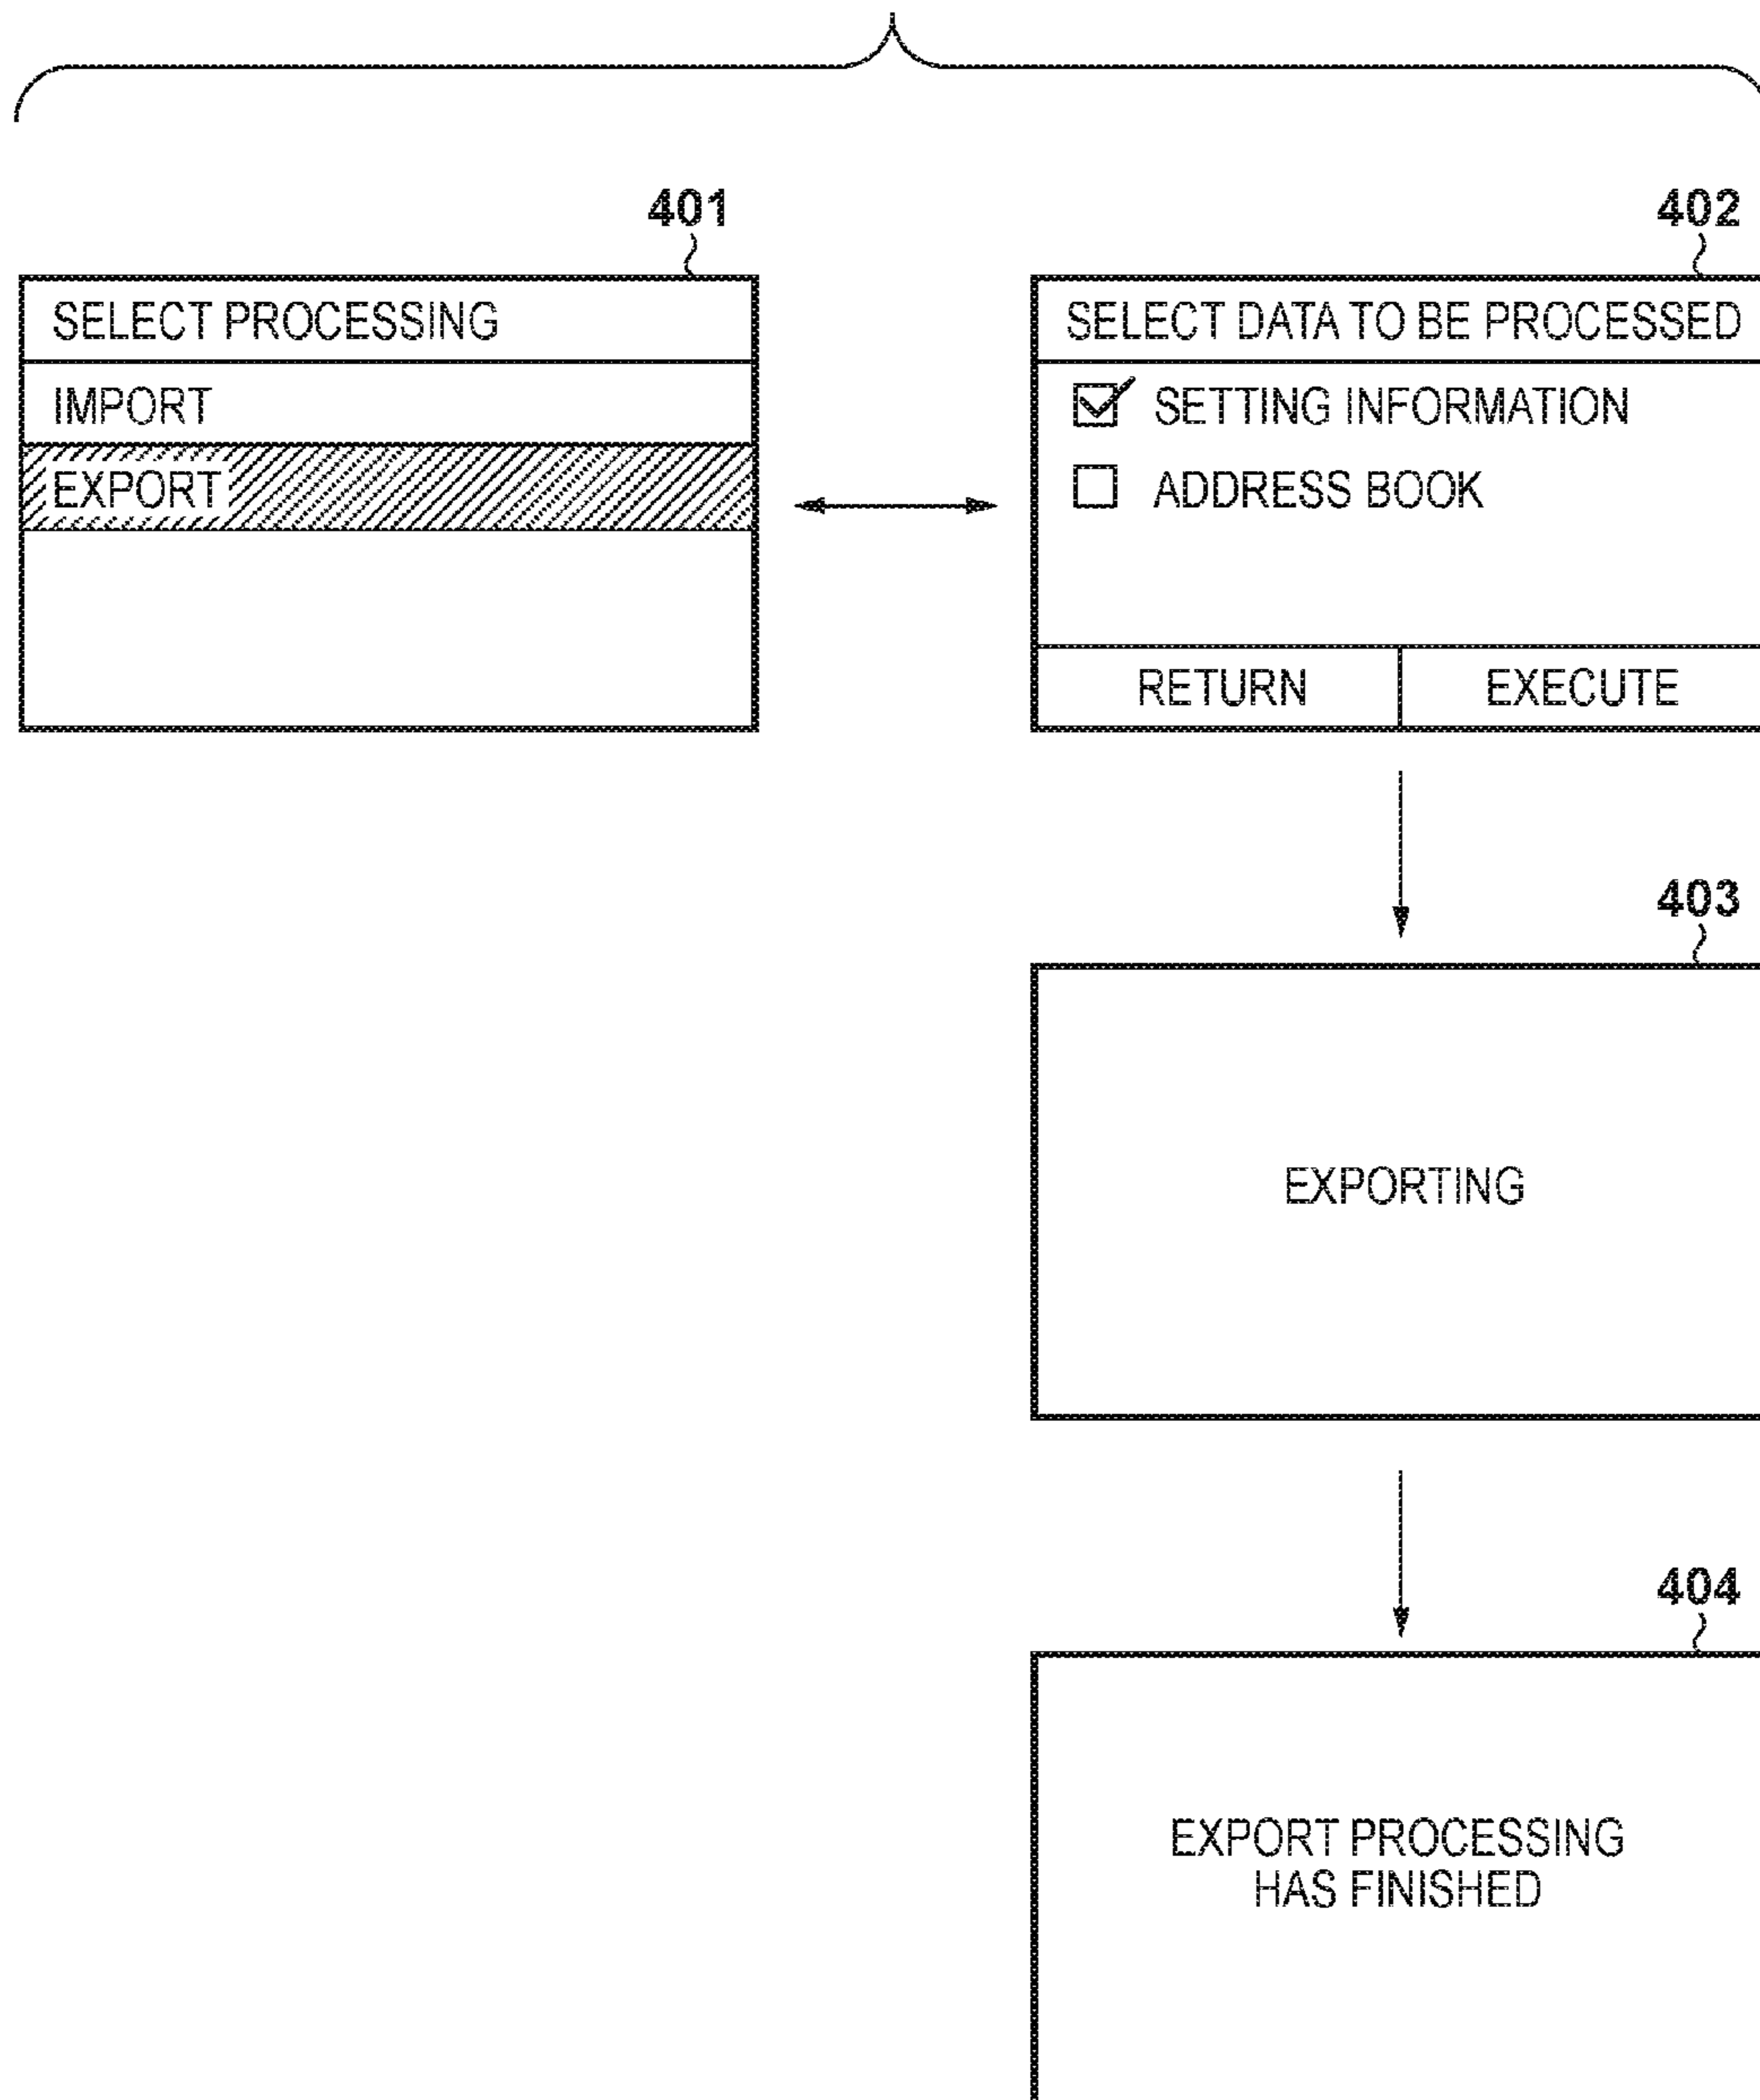 401
SELECT PROCESSING
IMPORT
EXPORT
402
SELECT DATA TO BE PROCESSED
SETTING INFORMATION
ADDRESS BOOK
RETURN
EXECUTE
403
EXPORTING
404
EXPORT PROCESSING
HAS FINISHED